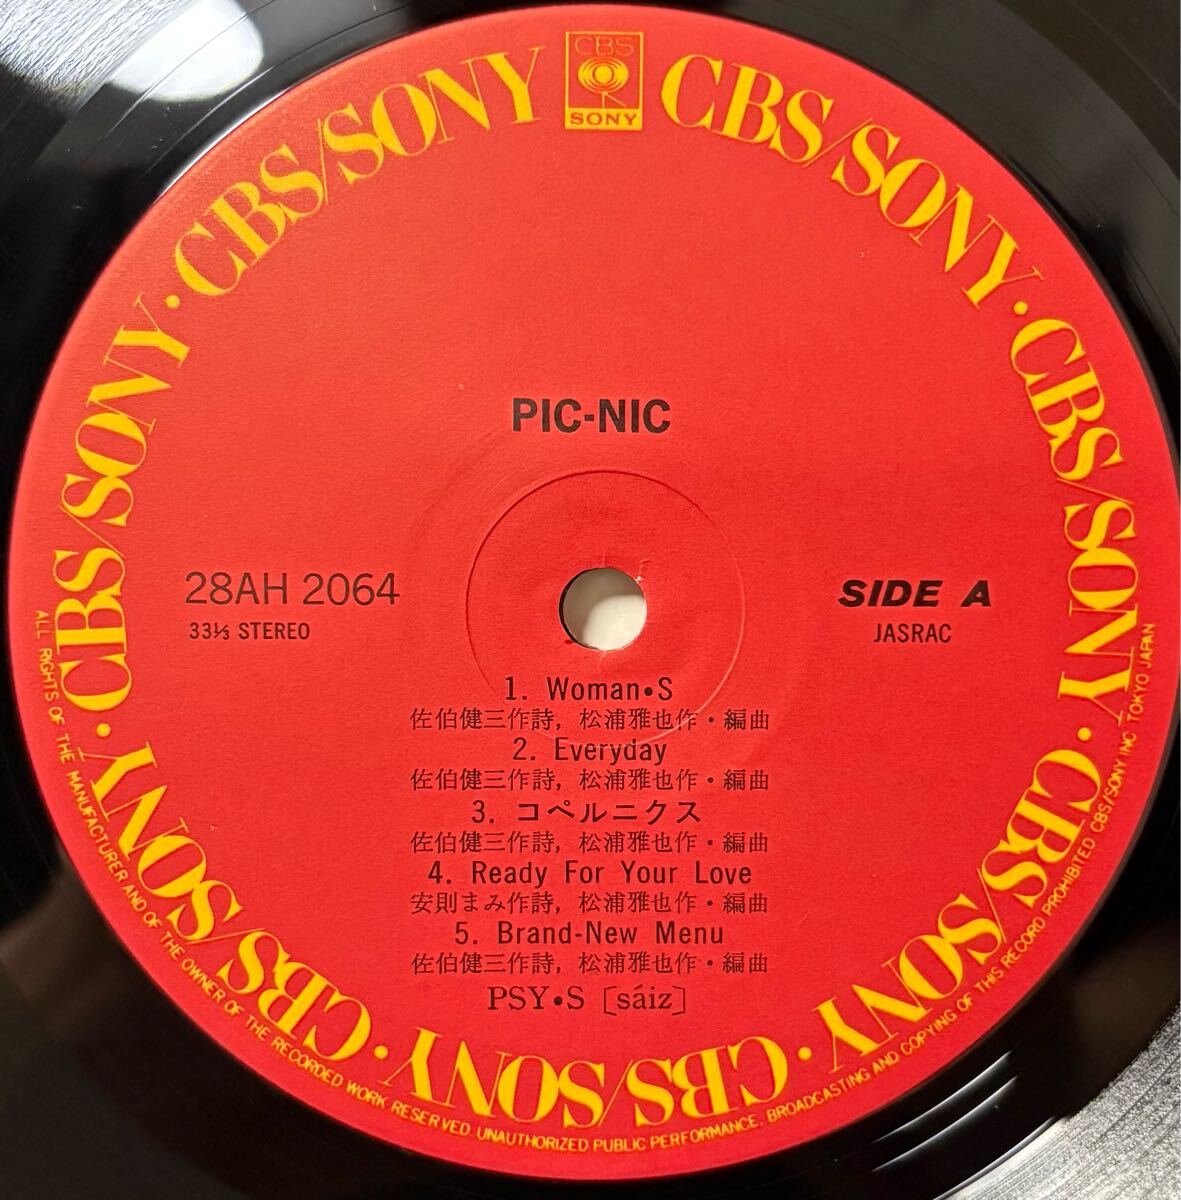 CBS
SONY
CBS/SONY · CBS/SONY · CBS/SONY · CBS/SONY · CBS/SONY · CBS/SONY · CBS/SONY · CBS/SONY · CBS/SONY
PIC-NIC
28AH 2064
33⅓ STEREO
SIDE A
JASRAC
1. Woman•S
佐伯健三作詩，松浦雅也作・編曲
2. Everyday
佐伯健三作詩，松浦雅也作・編曲
3. コペルニクス
佐伯健三作詩，松浦雅也作・編曲
4. Ready For Your Love
安則まみ作詩，松浦雅也作・編曲
5. Brand-New Menu
佐伯健三作詩，松浦雅也作・編曲
PSY•S [sáiz]
ALL RIGHTS OF THE MANUFACTURER AND OF THE OWNER OF THE RECORDED WORK RESERVED UNAUTHORIZED PUBLIC PERFORMANCE, BROADCASTING AND COPYING OF THIS RECORD PROHIBITED CBS/SONY INC TOKYO JAPAN